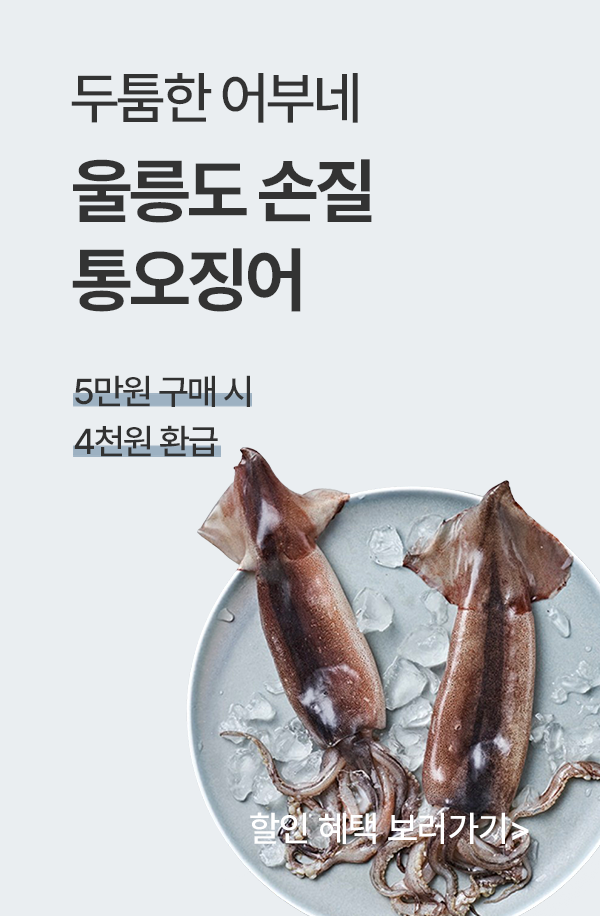 두툼한 어부네
울릉도 손질
통오징어
5만원 구매 시
4천원 환급
할인 혜택 보러가기>